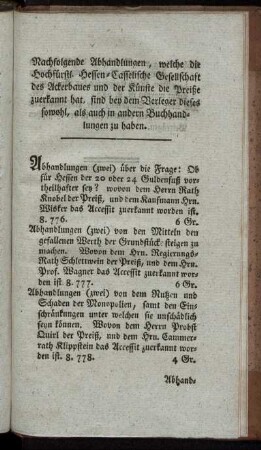 Nachfolgende Abhandlungen, welche die
Hochfürstl. Hessen-Casselische Gesellschaft
des Ackerbaues und der Künste die Preiße
zuerkannt hat, sind bey dem Verleger dieses
sowohl, als auch in andern Buchhand-
lungen zu haben.
Abhandlungen (zwei) über die Frage: Ob
für Hessen der 20 oder 24 Guldenfuß vor-
theilhafter sey? wovon dem Herrn Rath
Knobel der Preiß, und dem Kaufmann Hrn.
Wisker das Accessit zuerkannt worden ist.
8. 776. 6 Gr.
Abhandlungen (zwei) von den Mitteln den
gefallenen Werth der Grundstück steigen zu
machen. Wovon dem Hrn. Regierungs-
Rath Schlettwein der Preiß, und dem Hrn.
Prof. Wagner das Accessit zuerkannt wor-
den ist. 8. 777. 6 Gr.
Abhandlungen (zwei) von dem Nutzen und
Schaden der Monopolien, samt den Ein-
schränkungen unter welchen sie unschädlich
seyn können. Wovon dem Herrn Probst
Quirl der Preiß, und dem Hrn. Cammer-
rath Klippstein das Accessit zuerkannt wor-
den ist. 8. 778. 4 Gr.
Abhand-